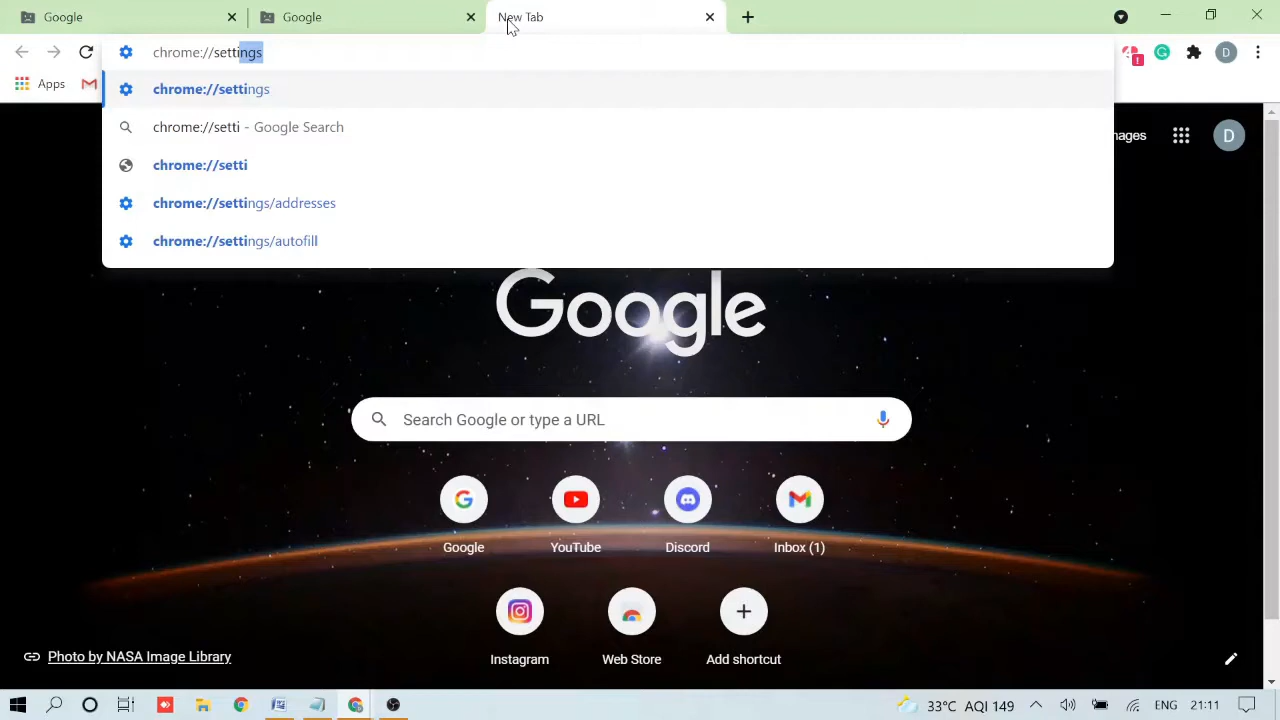 Google
Google
New Tab
chrome://settings
Apps
chrome://settings
chrome://setti - Google Search
chrome://setti
chrome://settings/addresses
chrome://settings/autofill
mages
D
D
Google
Search Google or type a URL
Google
YouTube
Discord
Inbox (1)
Instagram
Web Store
Add shortcut
Photo by NASA Image Library
33°C AQI 149
ENG
21:11